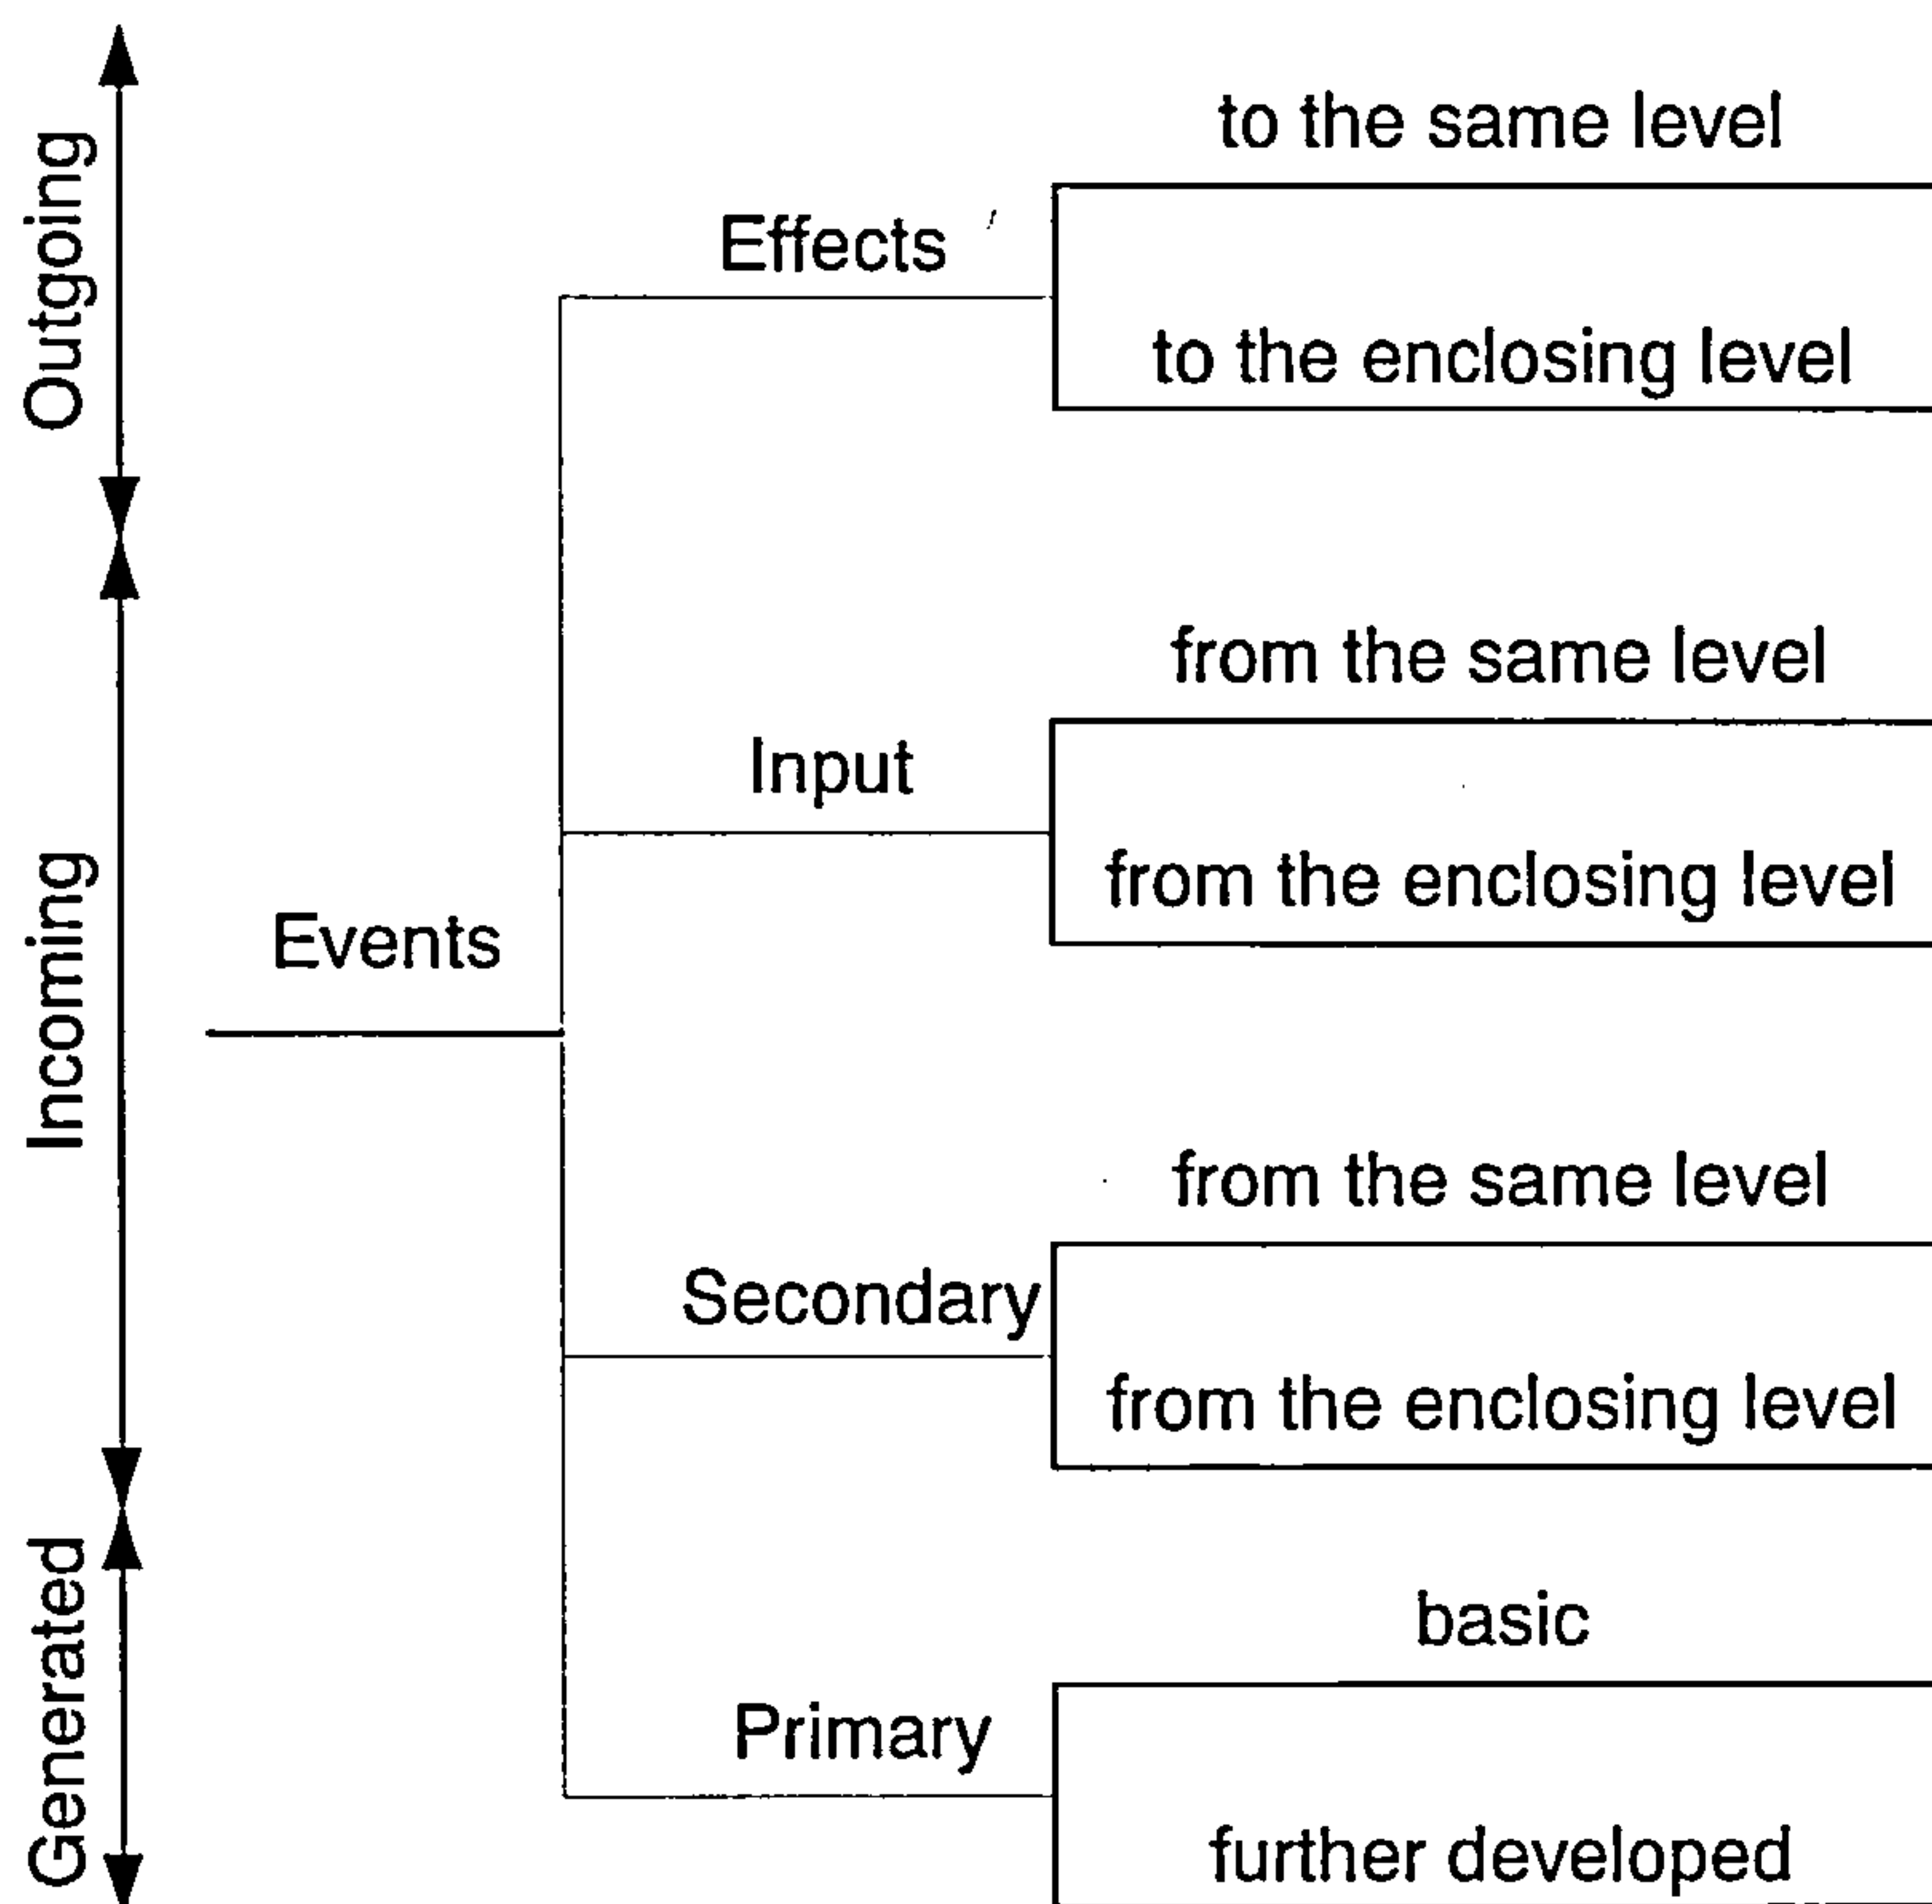 Outgoing
Incoming
Generated
Events
Effects
to the same level
to the enclosing level
Input
from the same level
from the enclosing level
Secondary
from the same level
from the enclosing level
Primary
basic
further developed